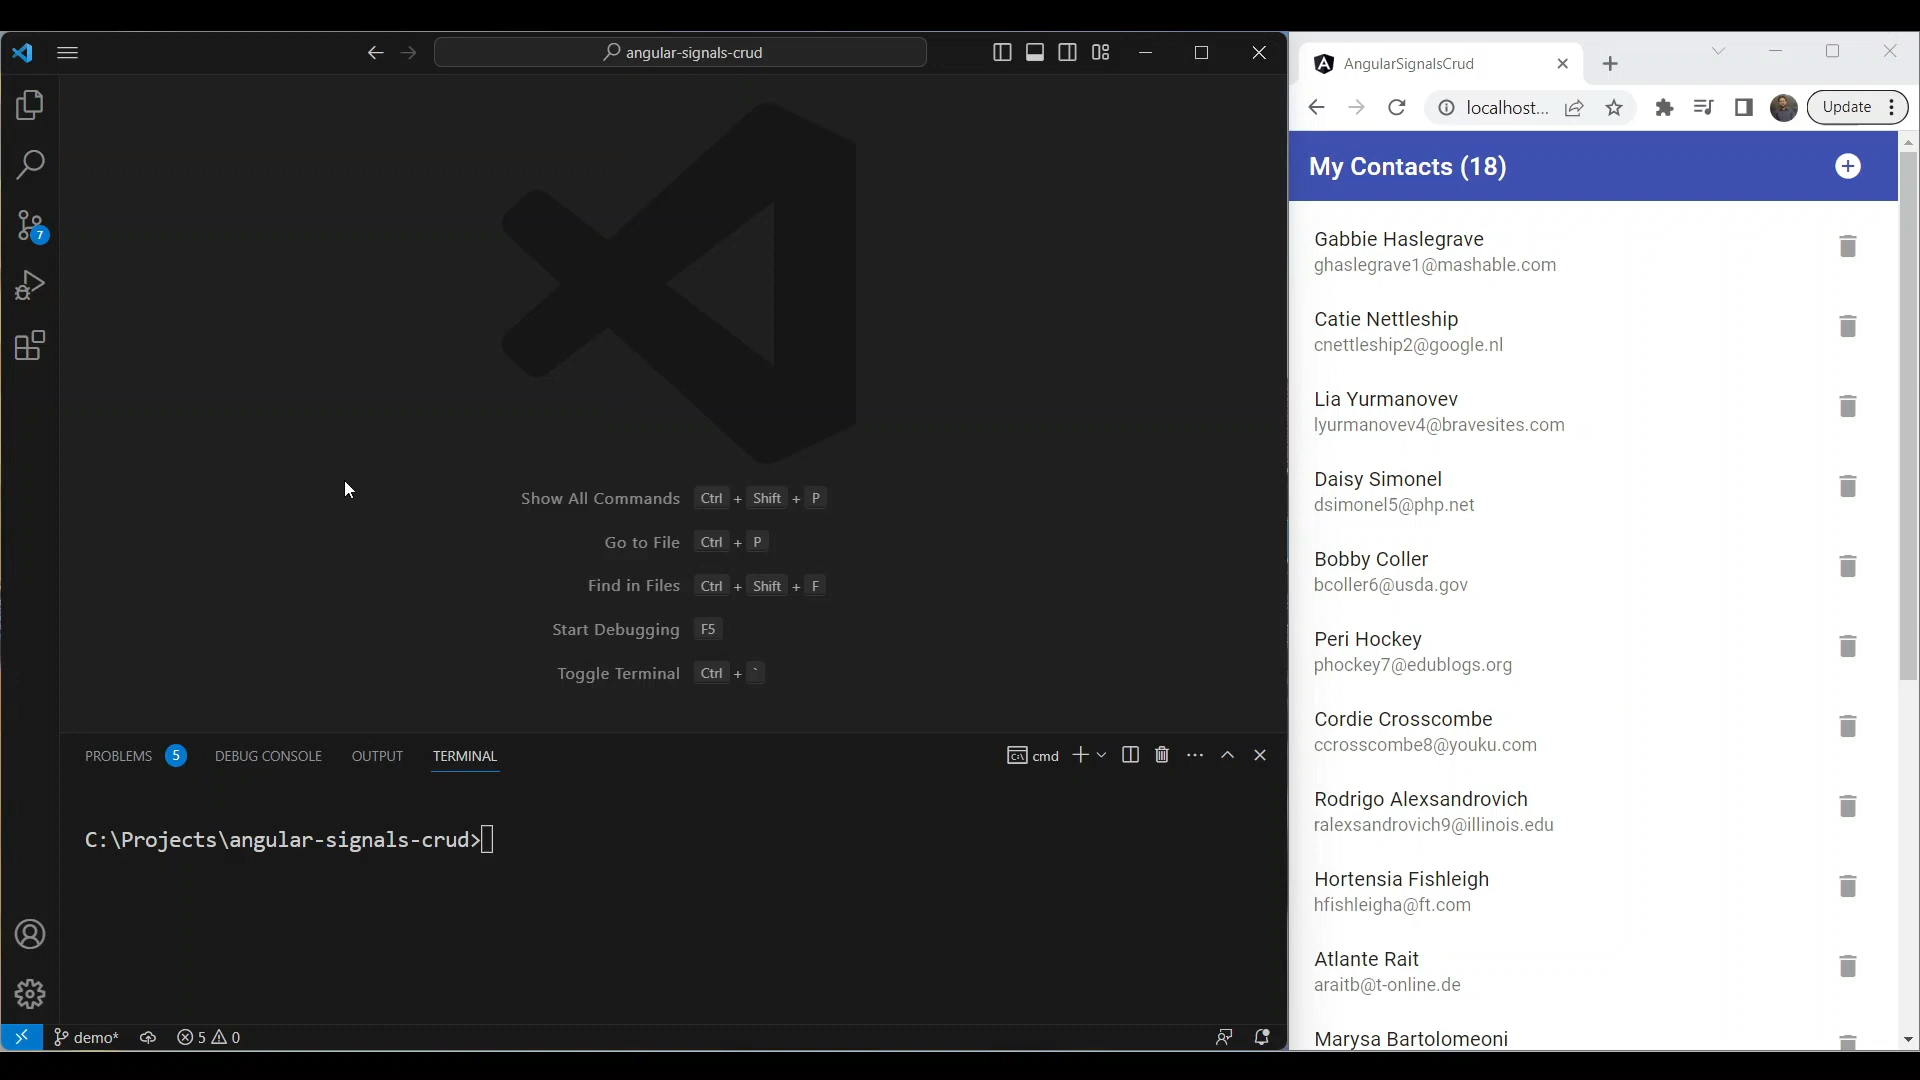 angular-signals-crud
7
Show All Commands Ctrl + Shift + P
Go to File Ctrl + P
Find in Files Ctrl + Shift + F
Start Debugging F5
Toggle Terminal Ctrl + `
PROBLEMS 5 DEBUG CONSOLE OUTPUT TERMINAL cmd
C:\Projects\angular-signals-crud>
demo* 5 0
AngularSignalsCrud
localhost... Update
My Contacts (18)
Gabbie Haslegrave
ghaslegrave1@mashable.com
Catie Nettleship
cnettleship2@google.nl
Lia Yurmanovev
lyurmanovev4@bravesites.com
Daisy Simonel
dsimonel5@php.net
Bobby Coller
bcoller6@usda.gov
Peri Hockey
phockey7@edublogs.org
Cordie Crosscombe
ccrosscombe8@youku.com
Rodrigo Alexsandrovich
ralexsandrovich9@illinois.edu
Hortensia Fishleigh
hfishleigha@ft.com
Atlante Rait
araitb@t-online.de
Marysa Bartolomeoni